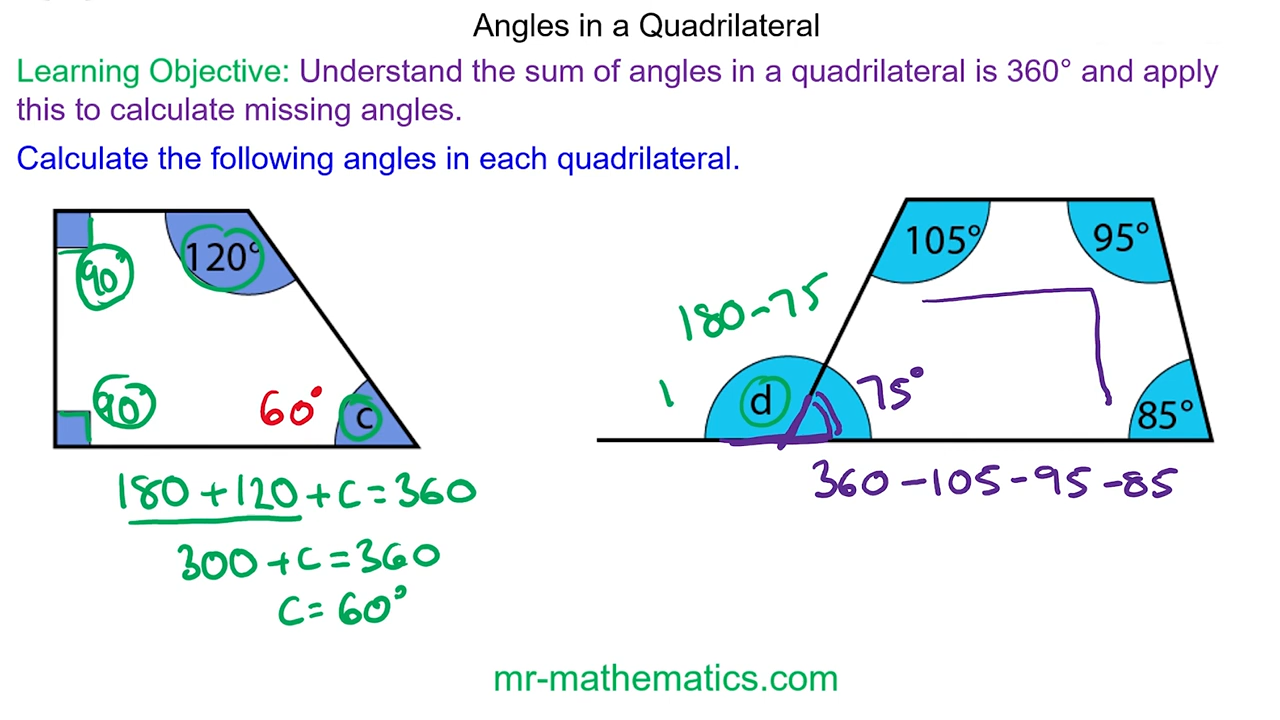 Angles in a Quadrilateral
Learning Objective: Understand the sum of angles in a quadrilateral is 360° and apply
this to calculate missing angles.
Calculate the following angles in each quadrilateral.
90°
120°
90°
60°
c
180 + 120 + c = 360
300 + c = 360
c = 60°
105°
95°
180 - 75
1
d
75°
85°
360 - 105 - 95 - 85
mr-mathematics.com